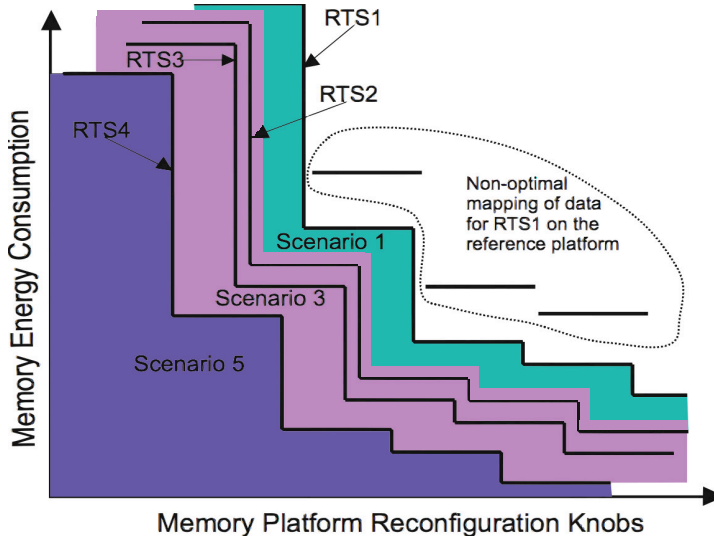 RTS1
RTS3
RTS2
RTS4
Non-optimal
mapping of data
for RTS1 on the
reference platform
Scenario 1
Scenario 3
Scenario 5
Memory Energy Consumption
Memory Platform Reconfiguration Knobs